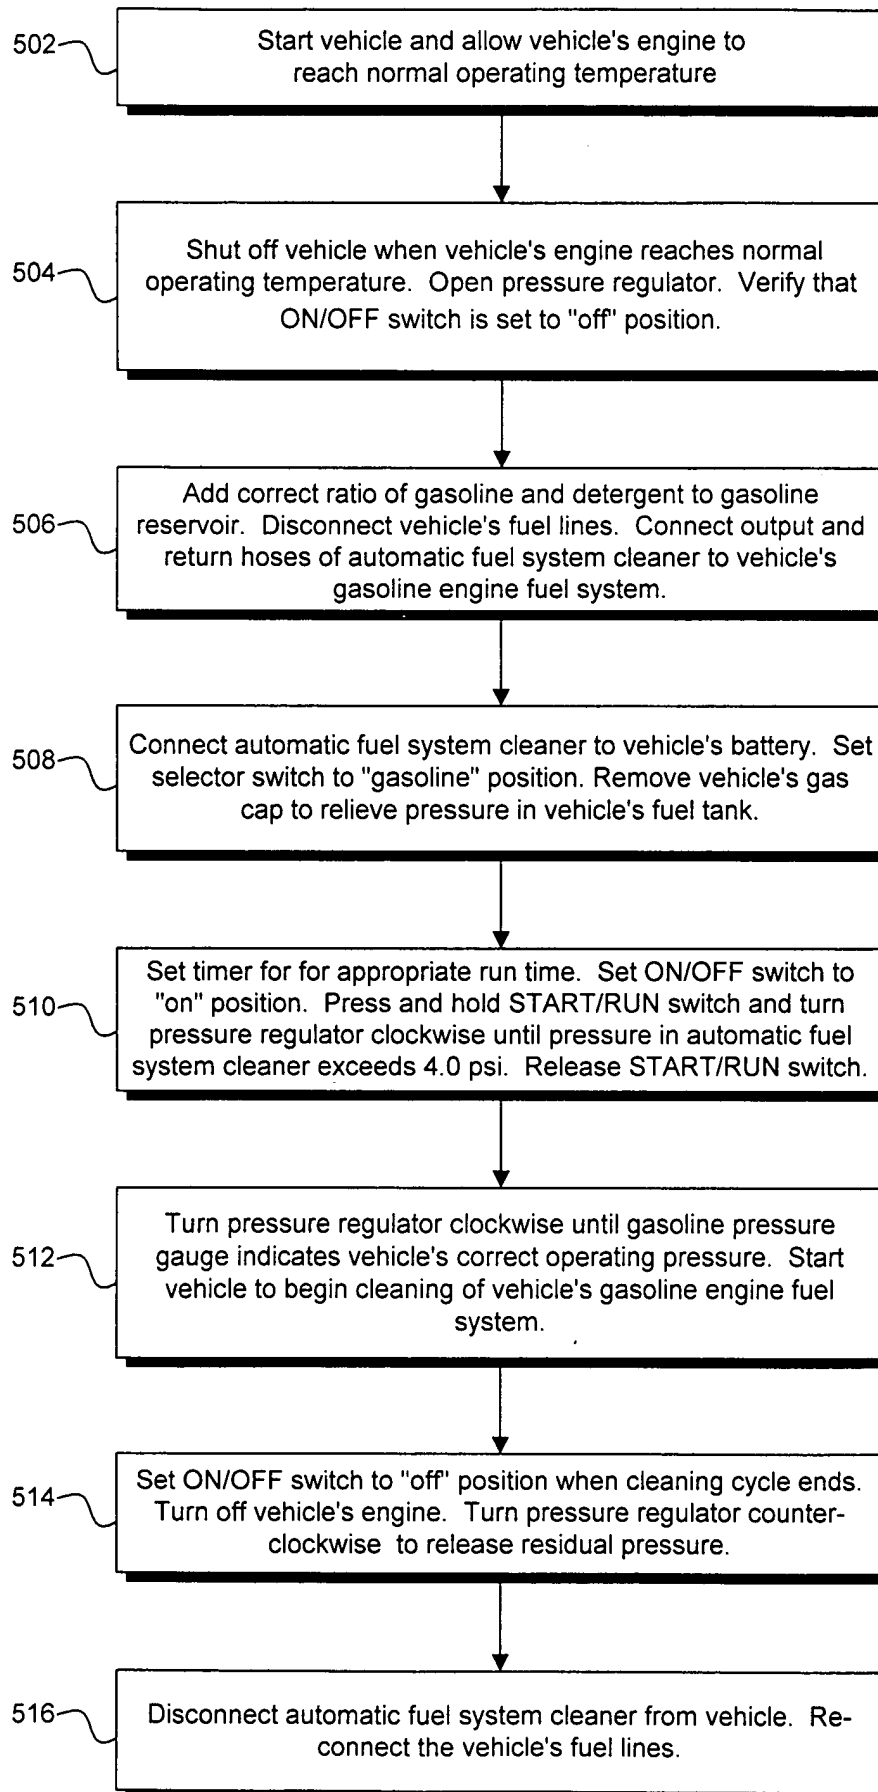 502
Start vehicle and allow vehicle's engine to
reach normal operating temperature
504
Shut off vehicle when vehicle's engine reaches normal
operating temperature. Open pressure regulator. Verify that
ON/OFF switch is set to "off" position.
506
Add correct ratio of gasoline and detergent to gasoline
reservoir. Disconnect vehicle's fuel lines. Connect output and
return hoses of automatic fuel system cleaner to vehicle's
gasoline engine fuel system.
508
Connect automatic fuel system cleaner to vehicle's battery. Set
selector switch to "gasoline" position. Remove vehicle's gas
cap to relieve pressure in vehicle's fuel tank.
510
Set timer for for appropriate run time. Set ON/OFF switch to
"on" position. Press and hold START/RUN switch and turn
pressure regulator clockwise until pressure in automatic fuel
system cleaner exceeds 4.0 psi. Release START/RUN switch.
512
Turn pressure regulator clockwise until gasoline pressure
gauge indicates vehicle's correct operating pressure. Start
vehicle to begin cleaning of vehicle's gasoline engine fuel
system.
514
Set ON/OFF switch to "off" position when cleaning cycle ends.
Turn off vehicle's engine. Turn pressure regulator counter-
clockwise to release residual pressure.
516
Disconnect automatic fuel system cleaner from vehicle. Re-
connect the vehicle's fuel lines.